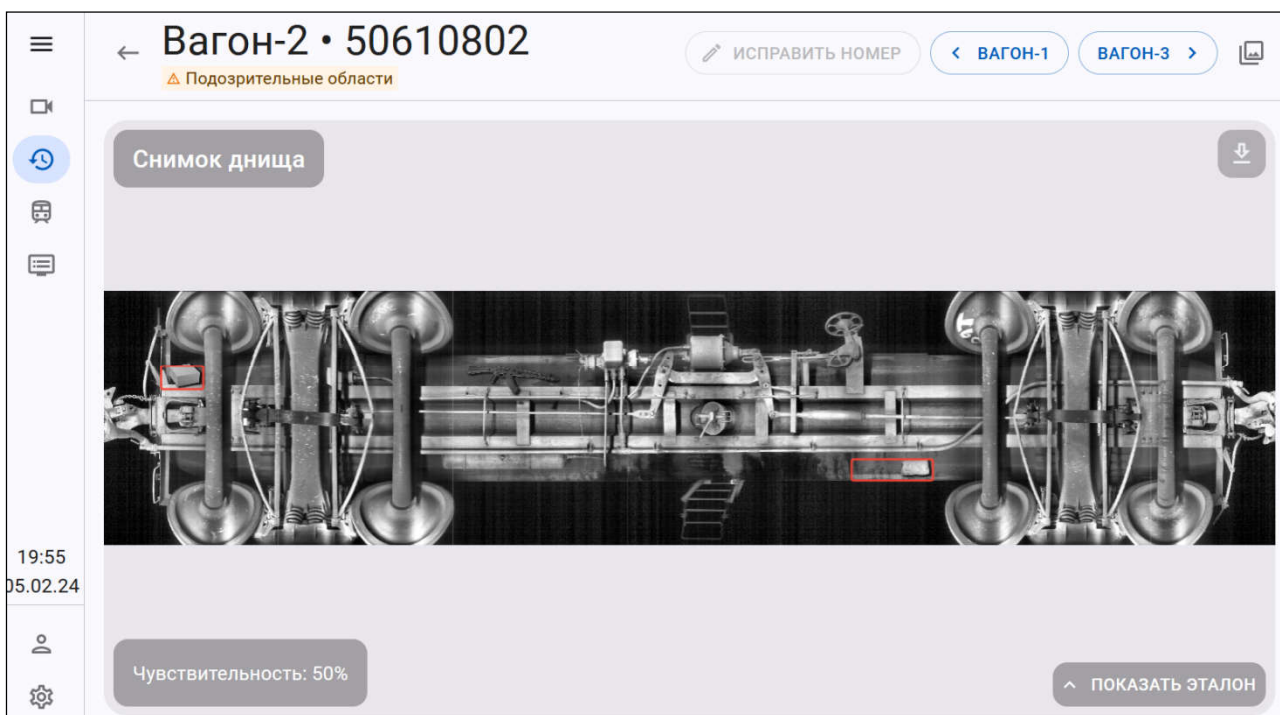 Вагон-2 • 50610802
Подозрительные области
ИСПРАВИТЬ НОМЕР
ВАГОН-1
ВАГОН-3
Снимок днища
19:55
05.02.24
Чувствительность: 50%
ПОКАЗАТЬ ЭТАЛОН